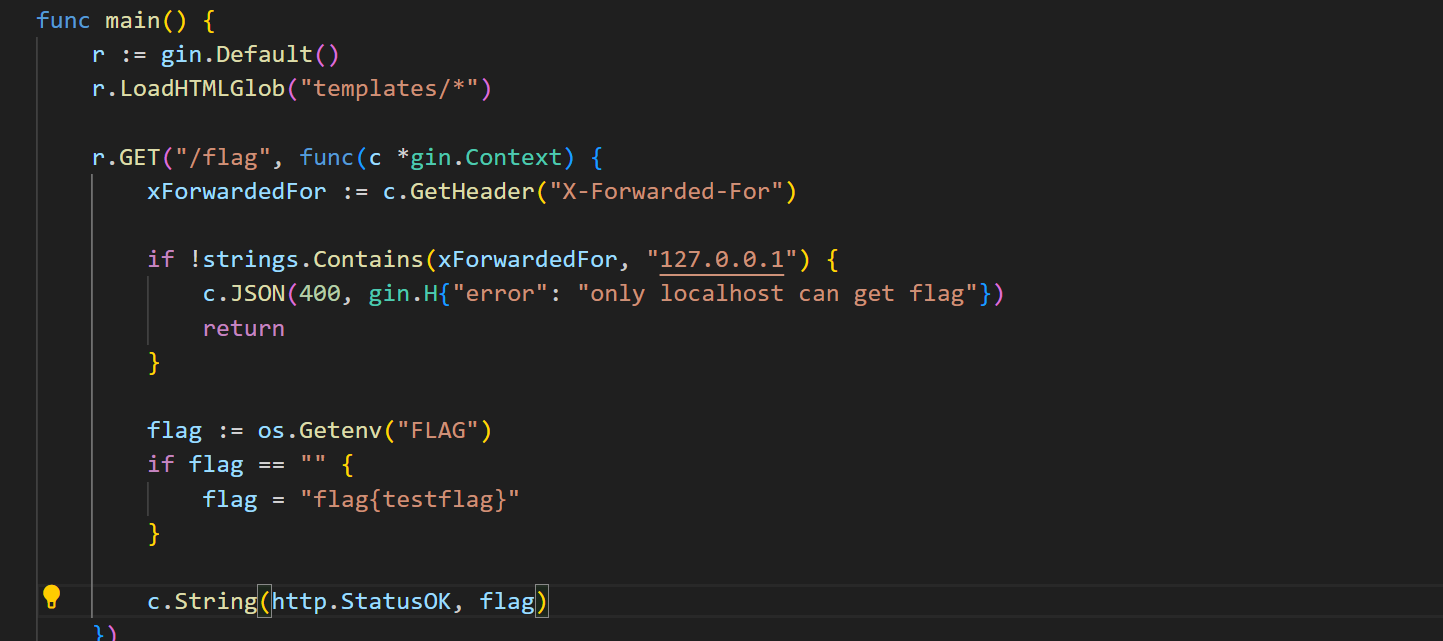 func main() {
    r := gin.Default()
    r.LoadHTMLGlob("templates/*")
    r.GET("/flag", func(c *gin.Context) {
        xForwardedFor := c.GetHeader("X-Forwarded-For")
        if !strings.Contains(xForwardedFor, "127.0.0.1") {
            c.JSON(400, gin.H{"error": "only localhost can get flag"})
            return
        }
        flag := os.Getenv("FLAG")
        if flag == "" {
            flag = "flag{testflag}"
        }
        c.String(http.StatusOK, flag)
    })